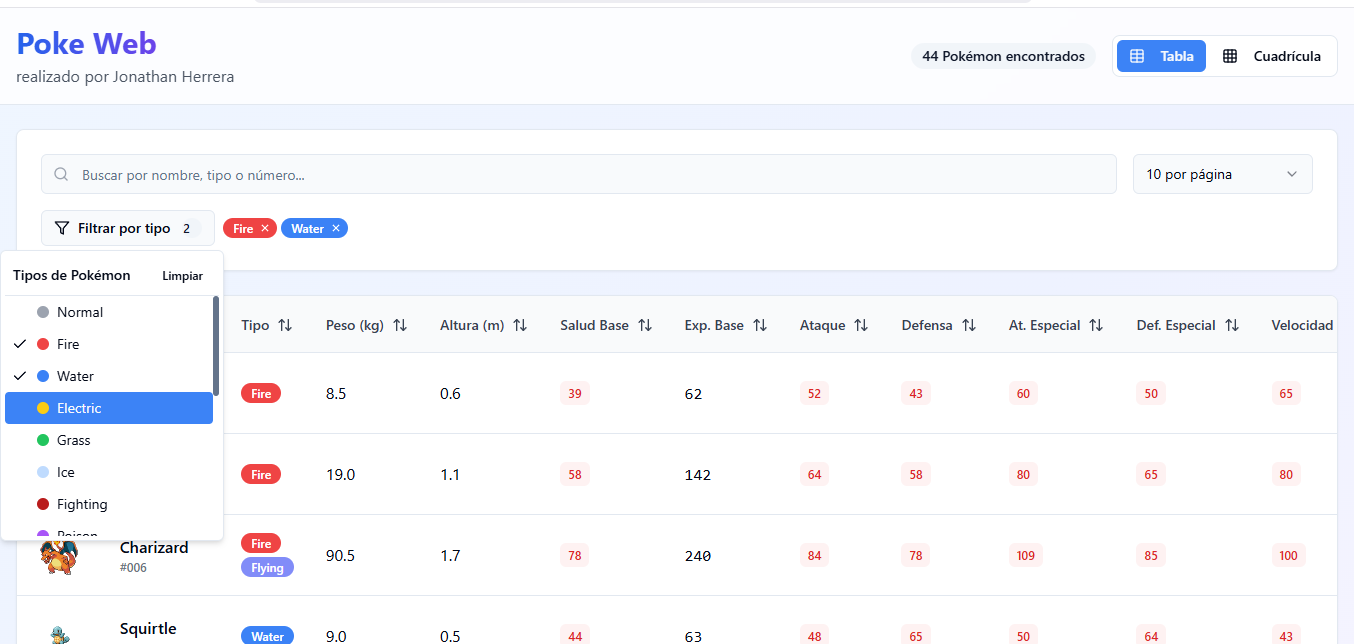 Poke Web
realizado por Jonathan Herrera
44 Pokémon encontrados
Tabla
Cuadrícula
Buscar por nombre, tipo o número...
10 por página
Filtrar por tipo 2
Fire ×
Water ×
Tipos de Pokémon Limpiar
Normal
Fire
Water
Electric
Grass
Ice
Fighting
Poison
Tipo Peso (kg) Altura (m) Salud Base Exp. Base Ataque Defensa At. Especial Def. Especial Velocidad
Fire 8.5 0.6 39 62 52 43 60 50 65
Fire 19.0 1.1 58 142 64 58 80 65 80
Charizard
#006
Fire
Flying
90.5 1.7 78 240 84 78 109 85 100
Squirtle
Water 9.0 0.5 44 63 48 65 50 64 43